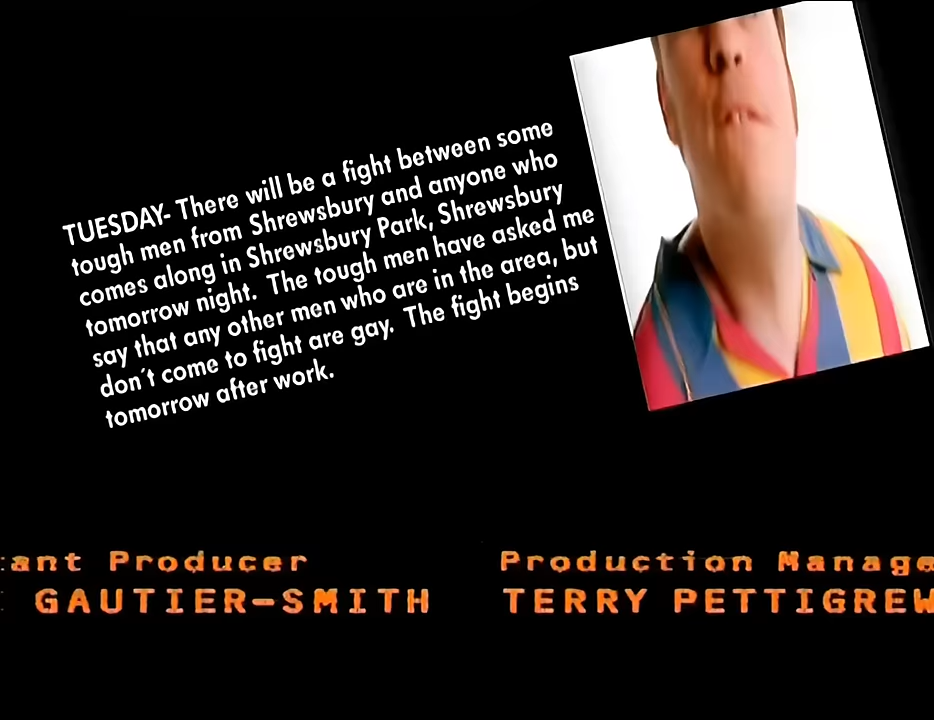 TUESDAY- There will be a fight between some
tough men from Shrewsbury and anyone who
comes along in Shrewsbury Park, Shrewsbury
tomorrow night. The tough men have asked me
say that any other men who are in the area, but
don't come to fight are gay. The fight begins
tomorrow after work.
tant Producer
GAUTIER-SMITH
Production Manage
TERRY PETTIGREW